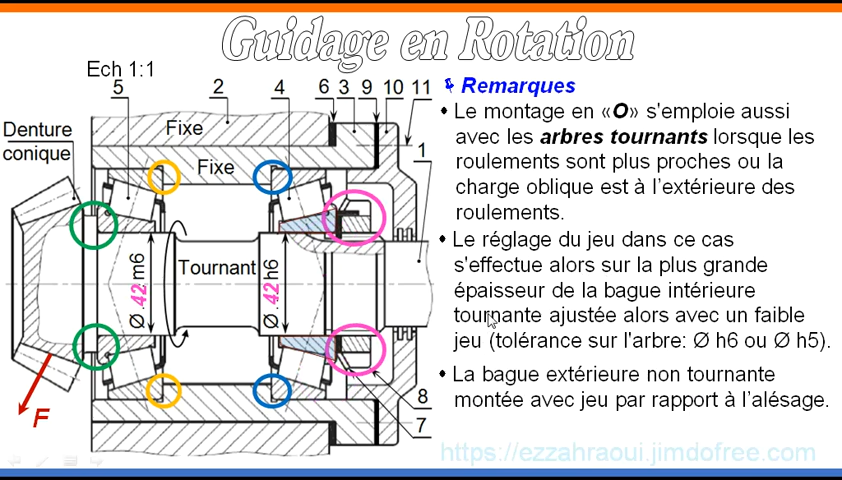 Guidage en Rotation
Ech 1:1
5
2
4
6
3
9
10
11
Denture
conique
Fixe
Fixe
1
Tournant
Ø 42 m6
Ø 42 h6
F
8
7
Remarques
• Le montage en «O» s'emploie aussi
avec les arbres tournants lorsque les
roulements sont plus proches ou la
charge oblique est à l'extérieure des
roulements.
• Le réglage du jeu dans ce cas
s'effectue alors sur la plus grande
épaisseur de la bague intérieure
tournante ajustée alors avec un faible
jeu (tolérance sur l'arbre: Ø h6 ou Ø h5).
• La bague extérieure non tournante
montée avec jeu par rapport à l'alésage.
https://ezzahraoui.jimdofree.com